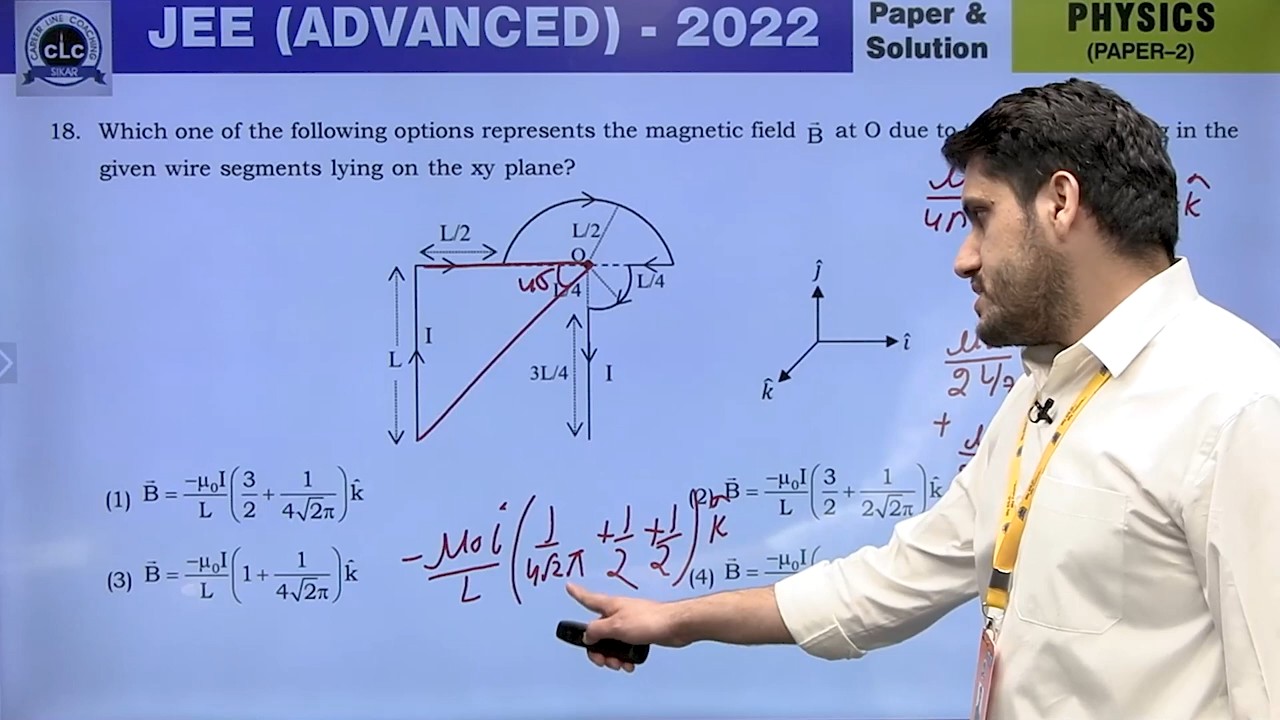 CAREER LINE COACHING
CLC
SIKAR
JEE (ADVANCED) - 2022
Paper &
Solution
PHYSICS
(PAPER–2)
18. Which one of the following options represents the magnetic field B⃗ at O due to in the
given wire segments lying on the xy plane?
k̂
L/2
L/2
O
45
L/4
L/4
ĵ
î
k̂
L
I
3L/4
I
+
(1) B⃗ = -μ₀I/L (3/2 + 1/(4√2π)) k̂
(2) B⃗ = -μ₀I/L (3/2 + 1/(2√2π)) k̂
-μ₀i/L (1/(4√2π) + 1/2 + 1/2) k̂
(3) B⃗ = -μ₀I/L (1 + 1/(4√2π)) k̂
(4) B⃗ = -μ₀I/L (